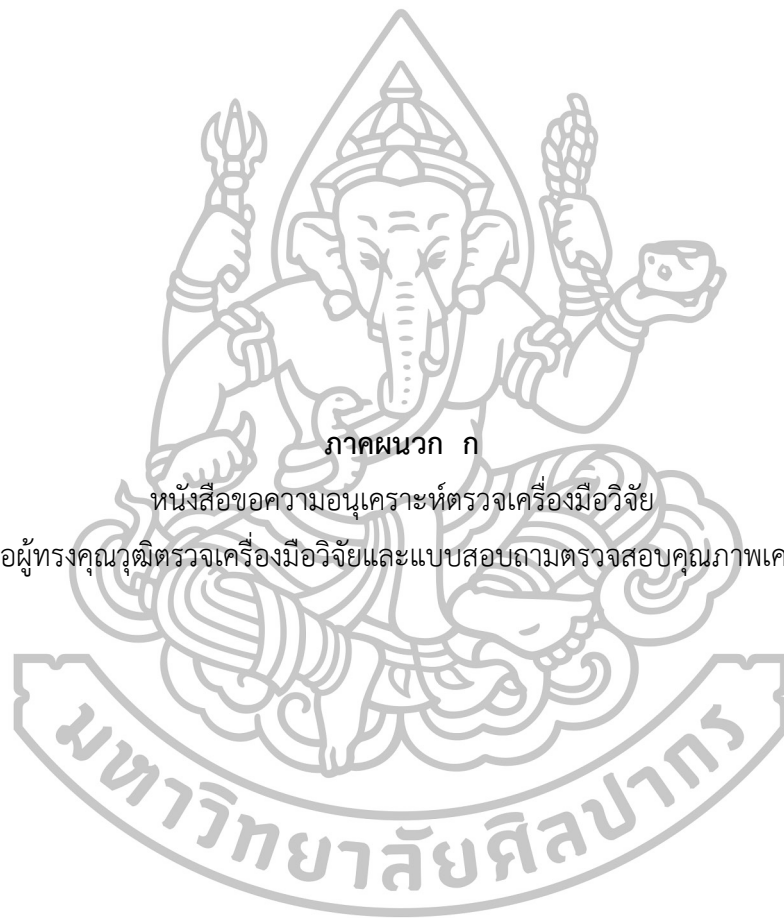 ภาคผนวก ก
หนังสือขอความอนุเคราะห์ตรวจเครื่องมือวิจัย
อผู้ทรงคุณวุฒิตรวจเครื่องมือวิจัยและแบบสอบถามตรวจสอบคุณภาพเค
มหาวิทยาลัยศิลปากร